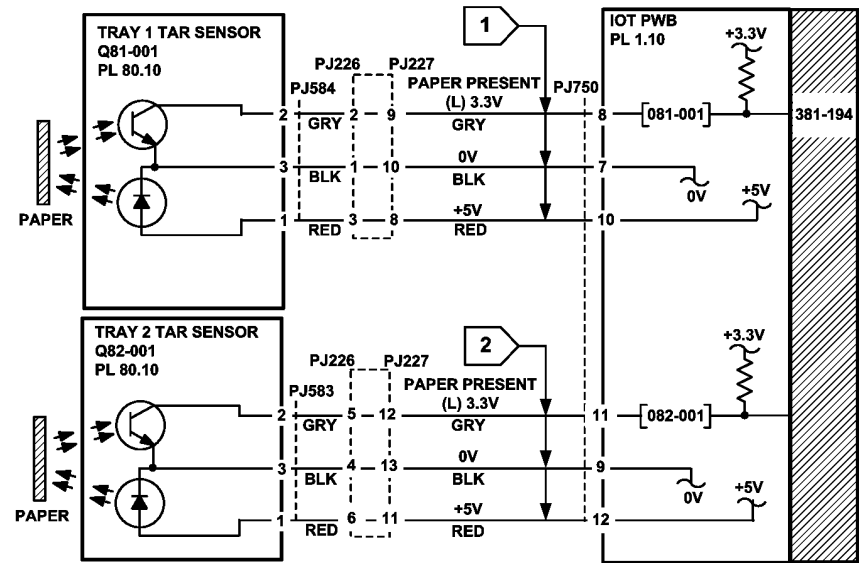 TRAY 1 TAR SENSOR
Q81-001
PL 80.10
PJ584
PJ226
PJ227
1
PAPER PRESENT
(L) 3.3V
PJ750
IOT PWB
PL 1.10
+3.3V
2
GRY
2
9
GRY
8
[081-001]
381-194
3
BLK
1
10
0V
BLK
7
0V
+5V
1
RED
3
8
+5V
RED
10
PAPER
TRAY 2 TAR SENSOR
Q82-001
PL 80.10
PJ583
PJ226
PJ227
2
PAPER PRESENT
(L) 3.3V
+3.3V
2
GRY
5
12
GRY
11
[082-001]
3
BLK
4
13
0V
BLK
9
0V
+5V
1
RED
6
11
+5V
RED
12
PAPER